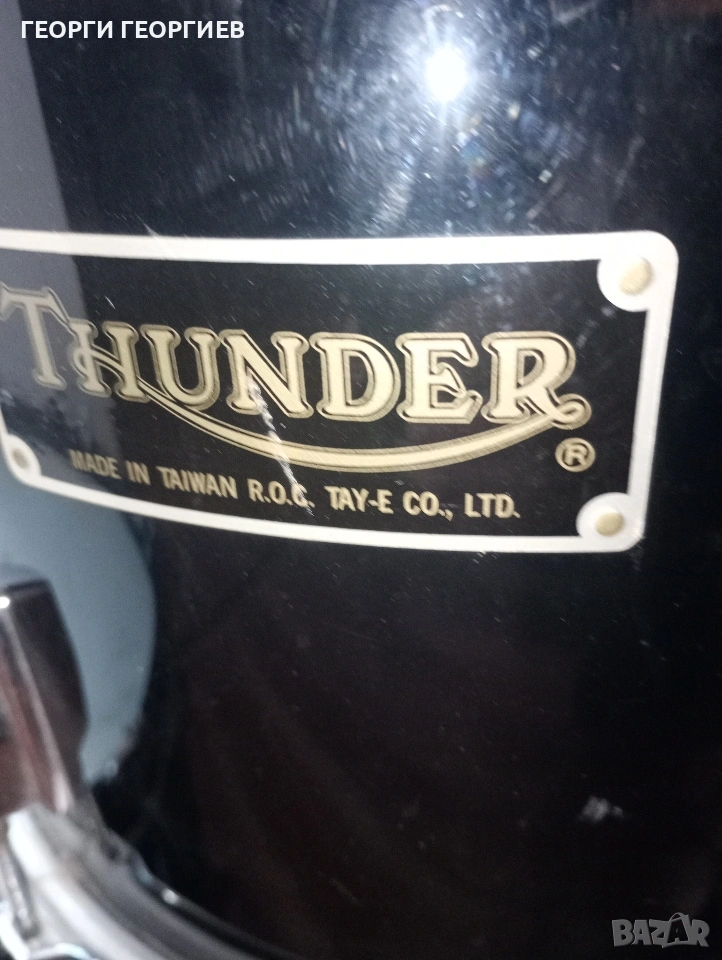 ГЕОРГИ ГЕОРГИЕВ
THUNDER
®
MADE IN TAIWAN R.O.C. TAY-E CO., LTD.
BAZAR